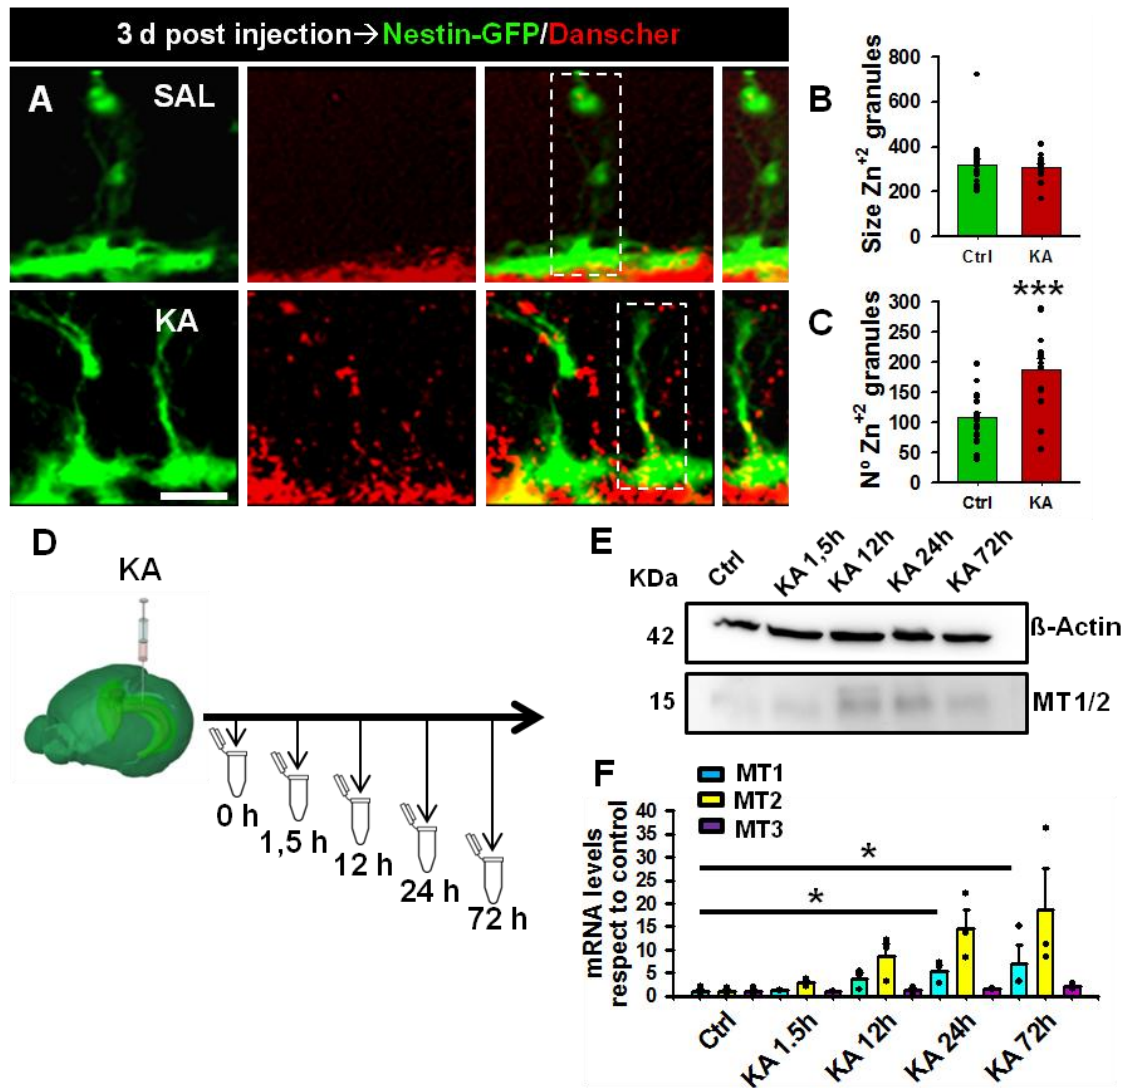 3 d post injection→Nestin-GFP/Danscher
A
SAL
KA
B
Size Zn⁺² granules
800
600
400
200
0
Ctrl
KA
C
Nº Zn⁺² granules
***
300
250
200
150
100
50
0
Ctrl
KA
D
KA
0 h
1,5 h
12 h
24 h
72 h
E
KDa
Ctrl
KA 1,5h
KA 12h
KA 24h
KA 72h
42
ß-Actin
15
MT1/2
F
MT1
MT2
MT3
mRNA levels
respect to control
40
35
30
25
20
15
10
5
0
*
*
Ctrl
KA 1.5h
KA 12h
KA 24h
KA 72h